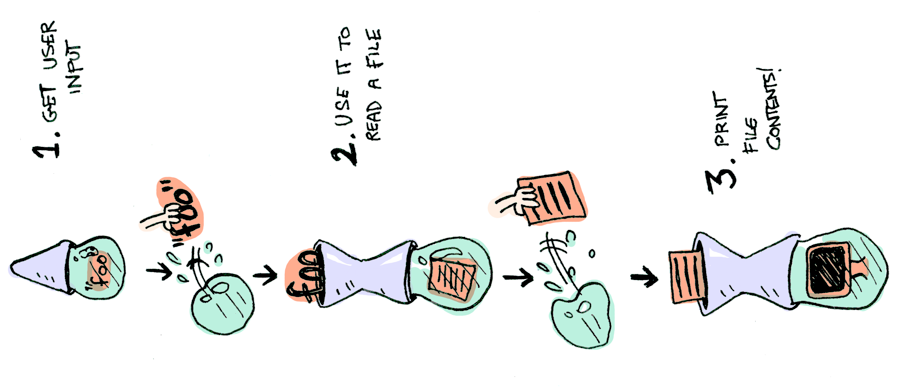 1. GET USER
INPUT
"foo"
"foo"
2. USE IT TO
READ A FILE
foo
3. PRINT
FILE
CONTENTS!